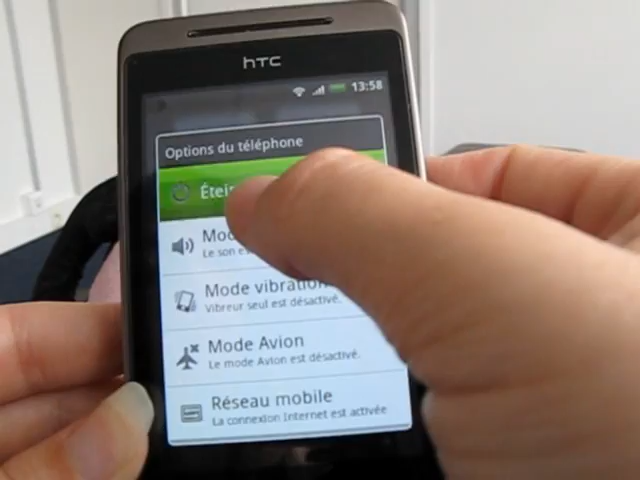 hTC
13:58
Options du téléphone
Mode vibration
Vibreur seul est désactivé.
Mode Avion
Le mode Avion est désactivé.
Réseau mobile
La connexion Internet est activée